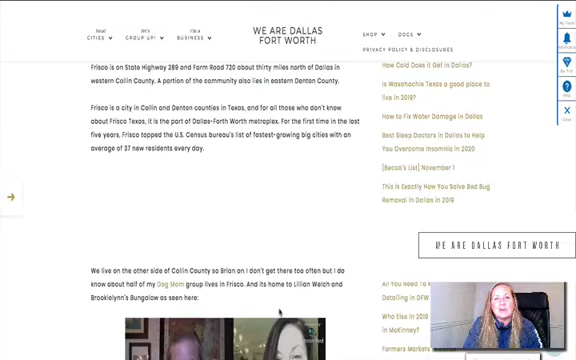 Read
CITIES
let's
GROUP UP!
I'm a
BUSINESS
WE ARE DALLAS
FORT WORTH
SHOP
DOGS
PRIVACY POLICY & DISCLOSURES
Frisco is on State Highway 289 and Farm Road 720 about thirty miles north of Dallas in
western Collin County. A portion of the community also lies in eastern Denton County.
Frisco is a city in Collin and Denton counties in Texas, and for all those who don't know
about Frisco Texas, it is the part of Dallas-Forth Worth metroplex. For the first time in the last
five years, Frisco topped the U.S. Census bureau's list of fastest-growing big cities with an
average of 37 new residents every day.
We live on the other side of Collin County so Brian an I don't get there too often but I do
know about half of my Dog Mom group lives in Frisco. And its home to Lillian Welch and
Brookielynn's Bungalow as seen here:
How Cold Does it Get in Dallas?
Is Waxahachie Texas a good place to
live in 2019?
How to Fix Water Damage in Dallas
Best Sleep Doctors in Dallas to Help
You Overcome Insomnia in 2020
[Becca's List] November 1
This is Exactly How You Solve Bed Bug
Removal in Dallas in 2019
WE ARE DALLAS FORT WORTH
All You Need
Detailing in DFW
Who Else in 2019
in McKinney?
Farmers Markets
Help
Close